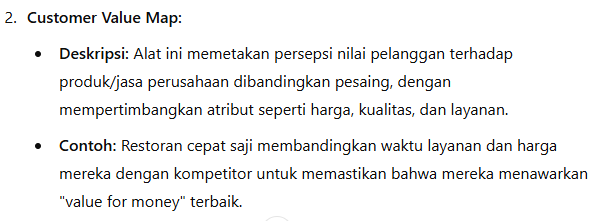 2. Customer Value Map:
• Deskripsi: Alat ini memetakan persepsi nilai pelanggan terhadap
produk/jasa perusahaan dibandingkan pesaing, dengan
mempertimbangkan atribut seperti harga, kualitas, dan layanan.
• Contoh: Restoran cepat saji membandingkan waktu layanan dan harga
mereka dengan kompetitor untuk memastikan bahwa mereka menawarkan
"value for money" terbaik.